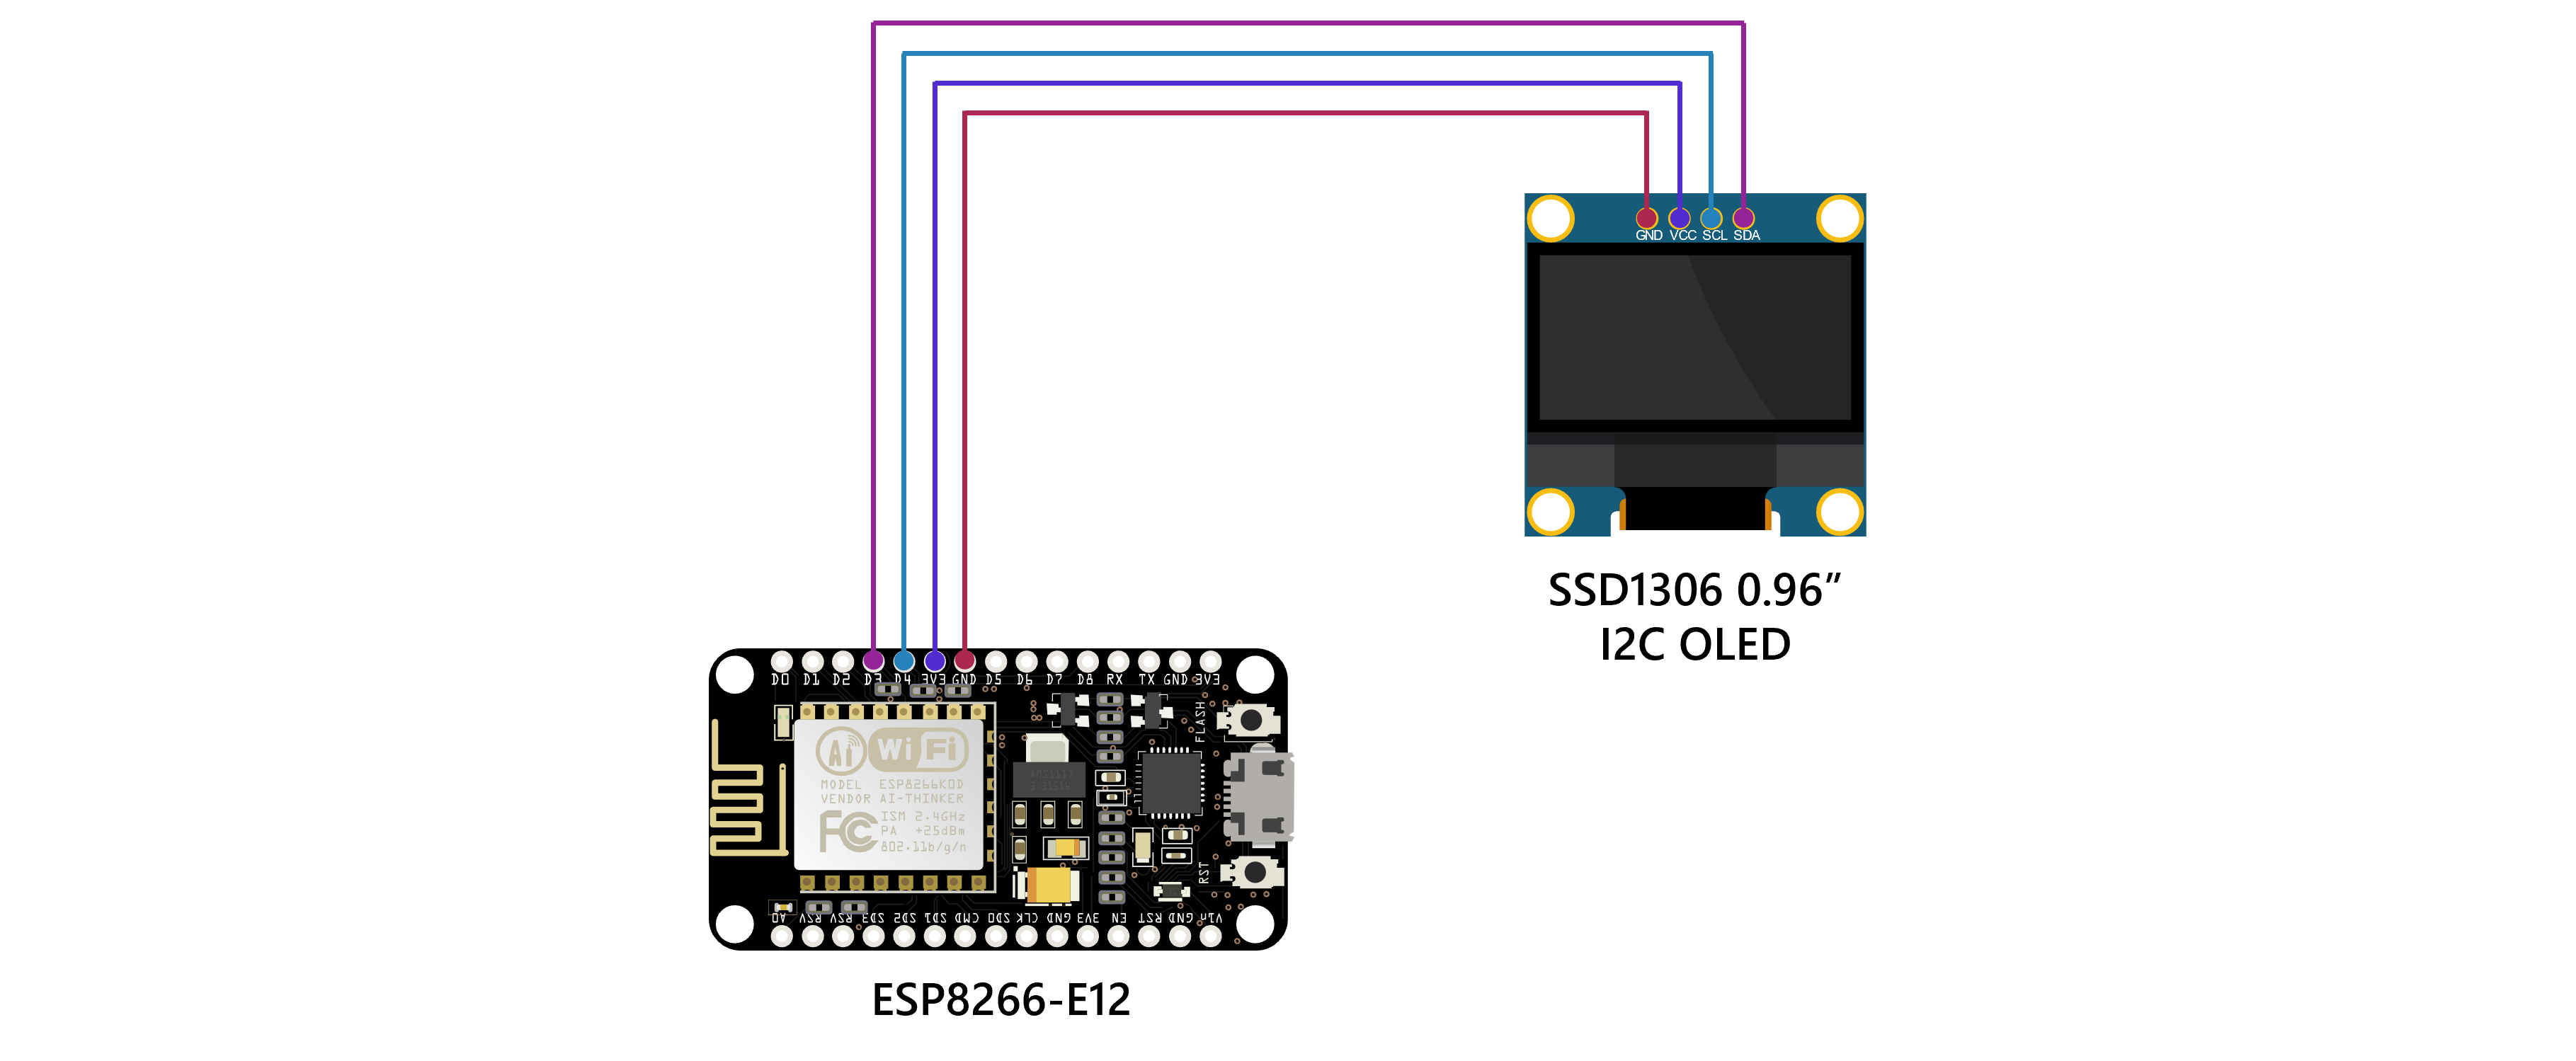 GND VCC SCL SDA
SSD1306 0.96”
I2C OLED
D0 D1 D2 D3 D4 3V3 GND D5 D6 D7 D8 RX TX GND 3V3
FLASH
Ai WiFi
MODEL ESP8266KOD
VENDOR AI-THINKER
FC
ISM 2.4GHz
PA +25dBm
802.11b/g/n
RST
A0 RSV RSV SD3 SD2 SD1 CMD SD0 CLK GND 3V3 EN RST GND VIN
ESP8266-E12